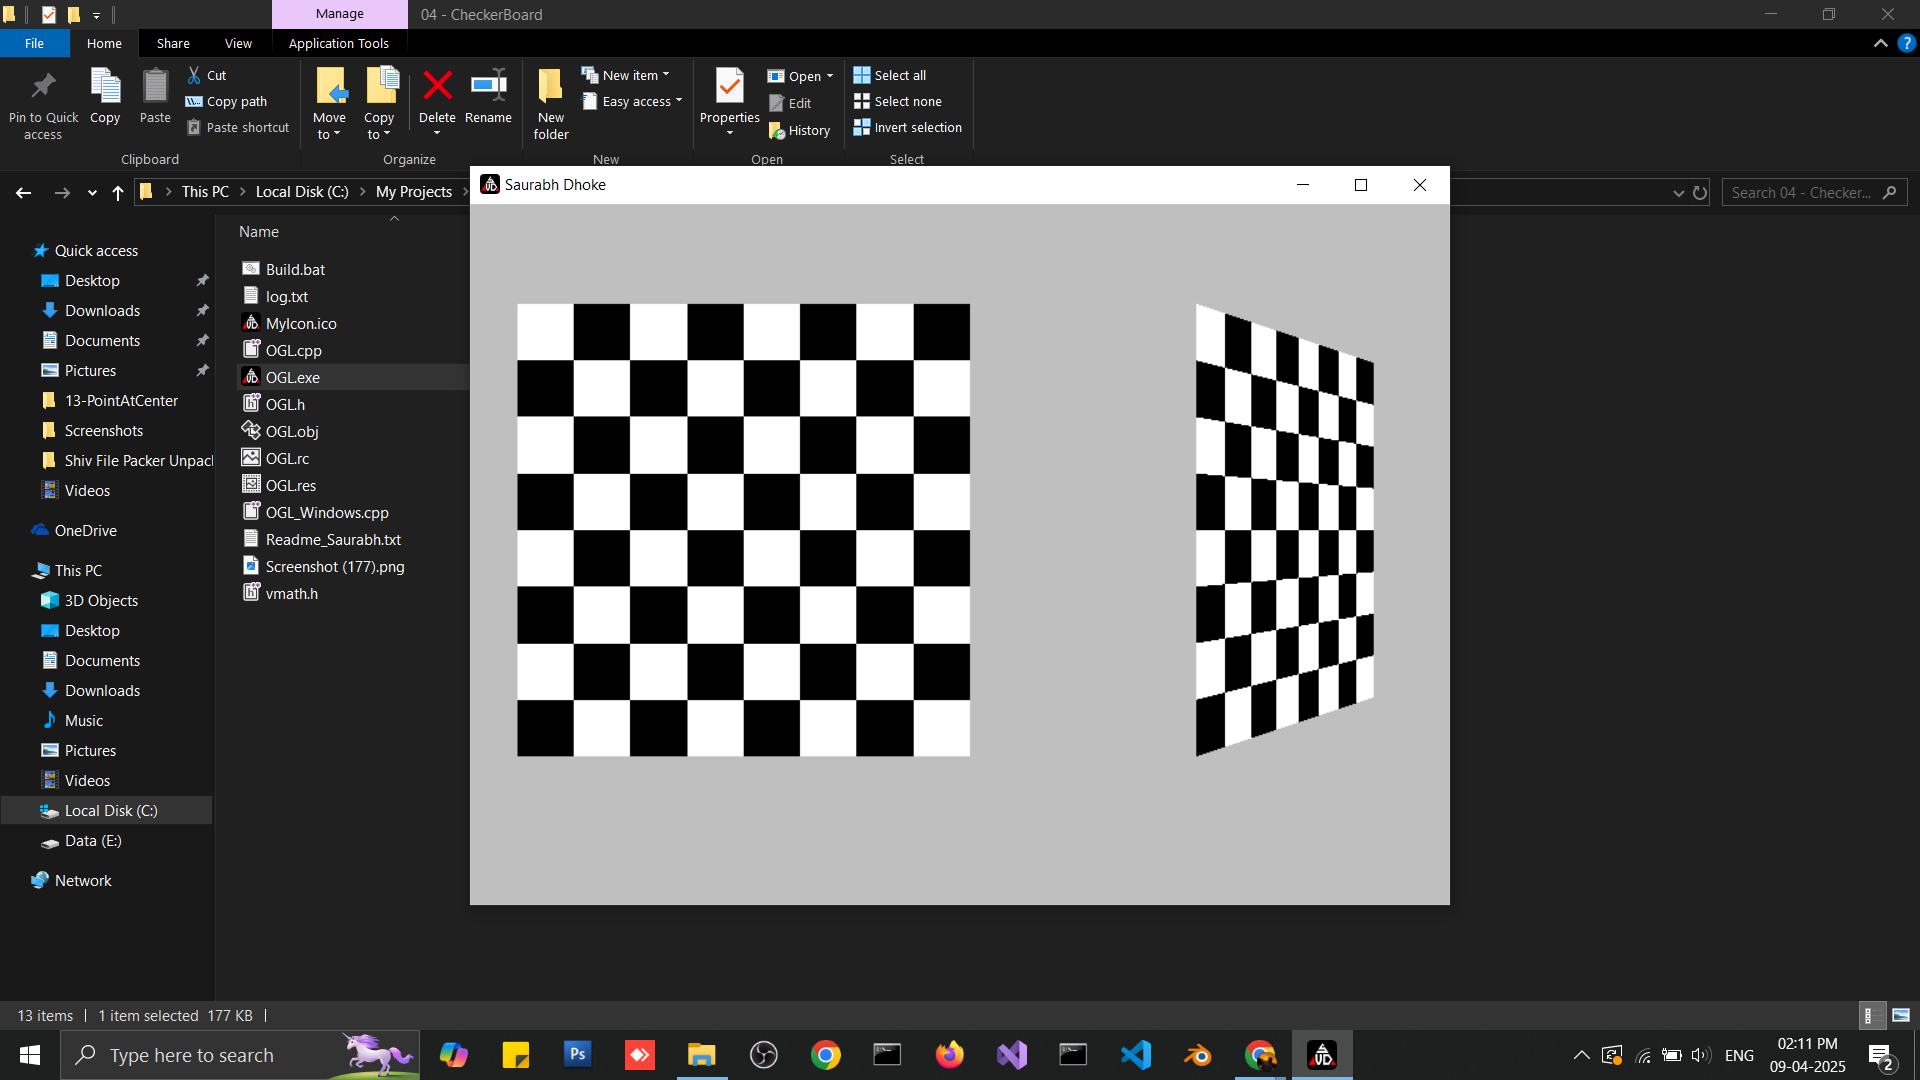 Manage
04 - CheckerBoard
File
Home
Share
View
Application Tools
Pin to Quick access
Copy
Paste
Cut
Copy path
Paste shortcut
Clipboard
Move to
Copy to
Delete
Rename
Organize
New folder
New item
Easy access
New
Properties
Open
Edit
History
Open
Select all
Select none
Invert selection
Select
This PC
Local Disk (C:)
My Projects
Search 04 - Checker...
Saurabh Dhoke
Quick access
Desktop
Downloads
Documents
Pictures
13-PointAtCenter
Screenshots
Shiv File Packer Unpacl
Videos
OneDrive
This PC
3D Objects
Desktop
Documents
Downloads
Music
Pictures
Videos
Local Disk (C:)
Data (E:)
Network
Name
Build.bat
log.txt
MyIcon.ico
OGL.cpp
OGL.exe
OGL.h
OGL.obj
OGL.rc
OGL.res
OGL_Windows.cpp
Readme_Saurabh.txt
Screenshot (177).png
vmath.h
13 items
1 item selected 177 KB
Type here to search
Ps
ENG
02:11 PM
09-04-2025
2